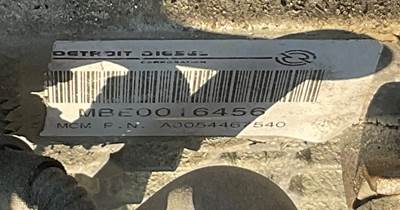 DETROIT DIESEL
CORPORATION
MBE0016456
MCM P.N. A0054467540